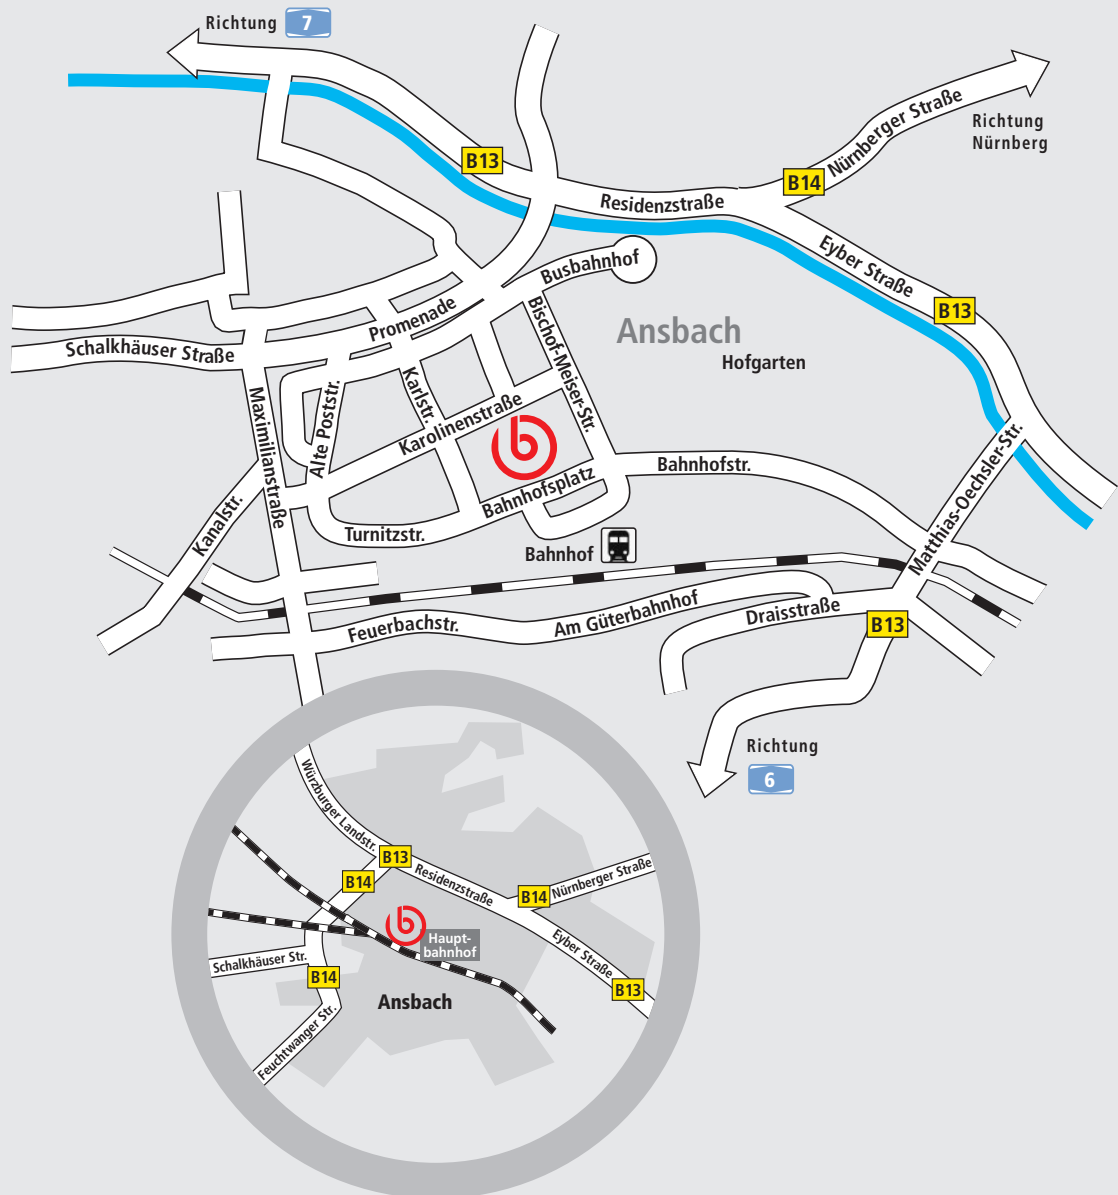 Richtung 7
B13
Nürnberger Straße
Richtung
Nürnberg
B14
Residenzstraße
Eyber Straße
B13
Busbahnhof
Promenade
Bischof-Meiser-Str.
Ansbach
Hofgarten
Schalkhäuser Straße
Maximilianstraße
Alte Poststr.
Karlstr.
Karolinenstraße
b
Bahnhofsplatz
Bahnhofstr.
Matthias-Oechsler-Str.
Kanalstr.
Turnitzstr.
Bahnhof
Feuerbachstr.
Am Güterbahnhof
Draisstraße
B13
Richtung
6
Würzburger Landstr.
B13
B14
Residenzstraße
B14
Nürnberger Straße
b
Haupt-
bahnhof
Eyber Straße
Schalkhäuser Str.
B14
B13
Ansbach
Feuchtwanger Str.